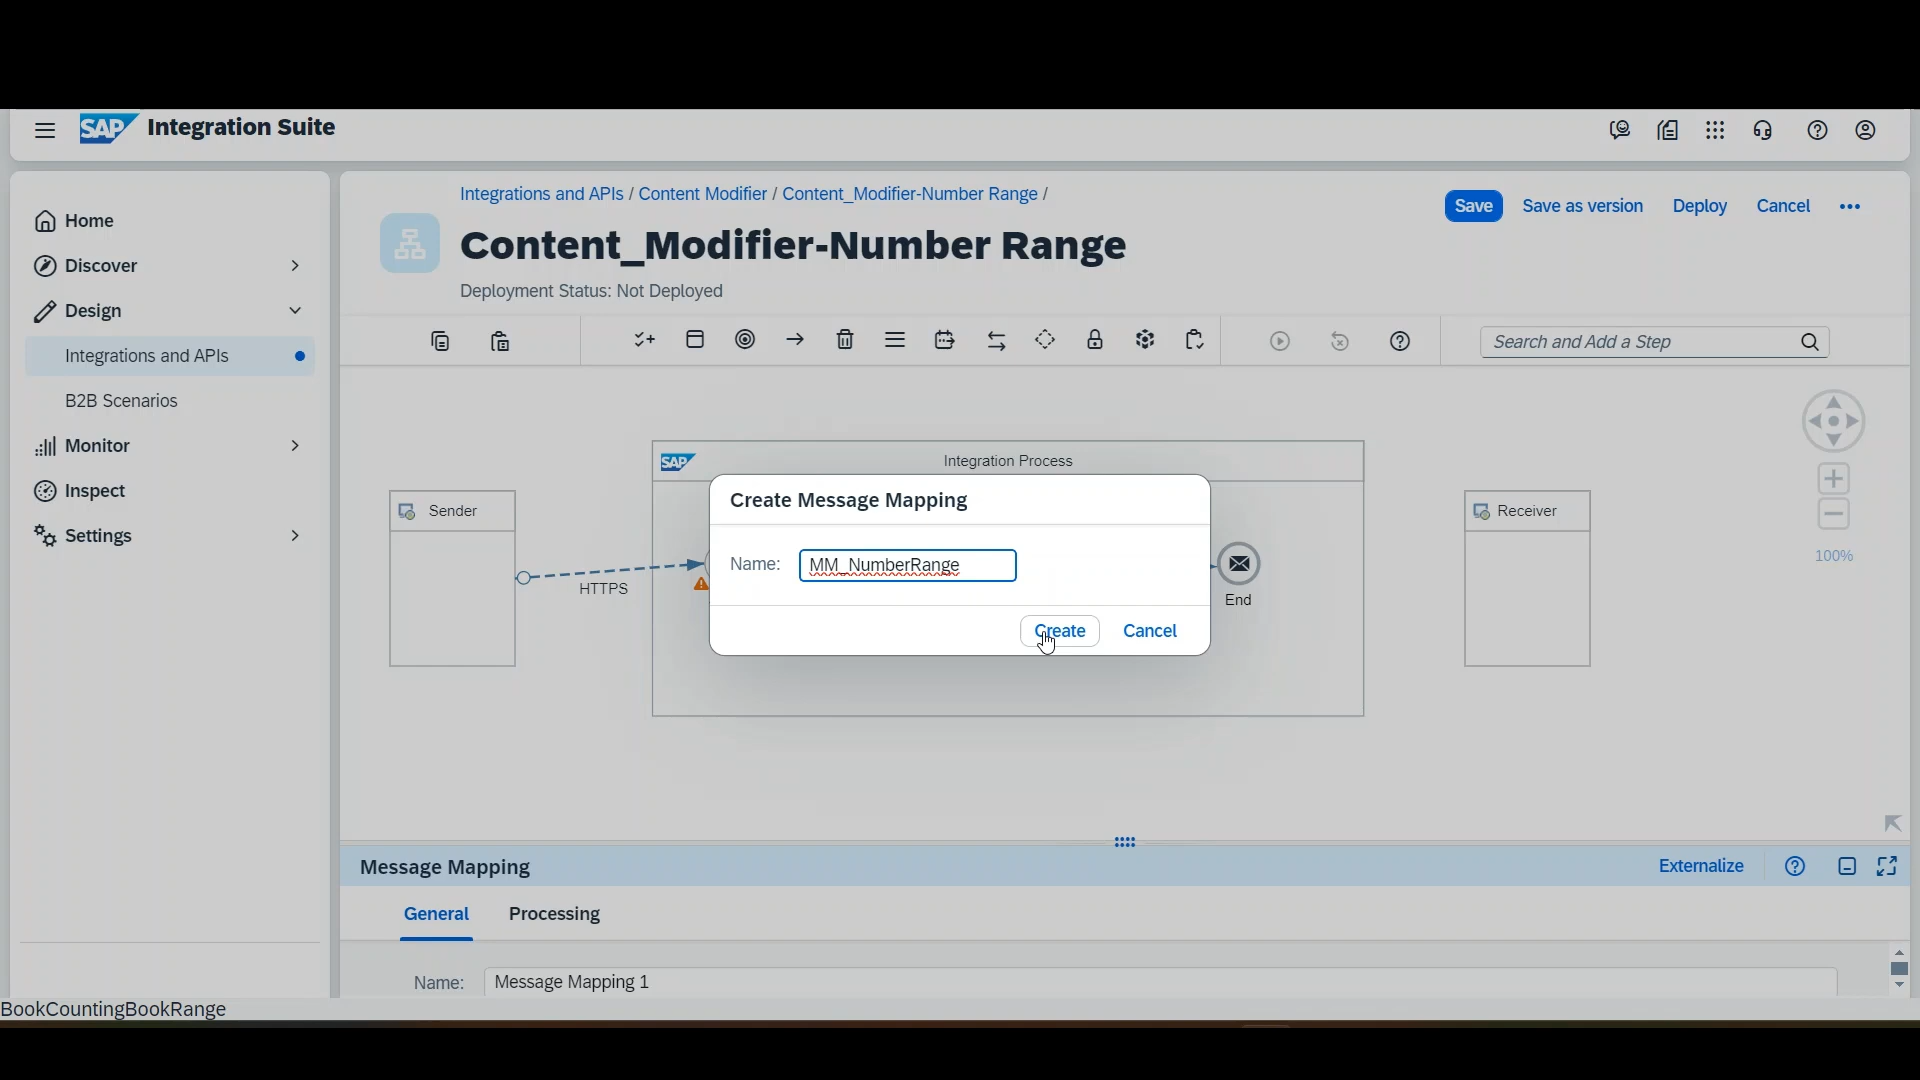 SAP Integration Suite
Home
Discover
Design
Integrations and APIs
B2B Scenarios
Monitor
Inspect
Settings
Integrations and APIs / Content Modifier / Content_Modifier-Number Range /
Content_Modifier-Number Range
Deployment Status: Not Deployed
Save Save as version Deploy Cancel
Search and Add a Step
SAP Integration Process
Sender
HTTPS
Create Message Mapping
Name: MM_NumberRange
Create Cancel
End
Receiver
100%
Message Mapping
Externalize
General Processing
Name: Message Mapping 1
BookCountingBookRange